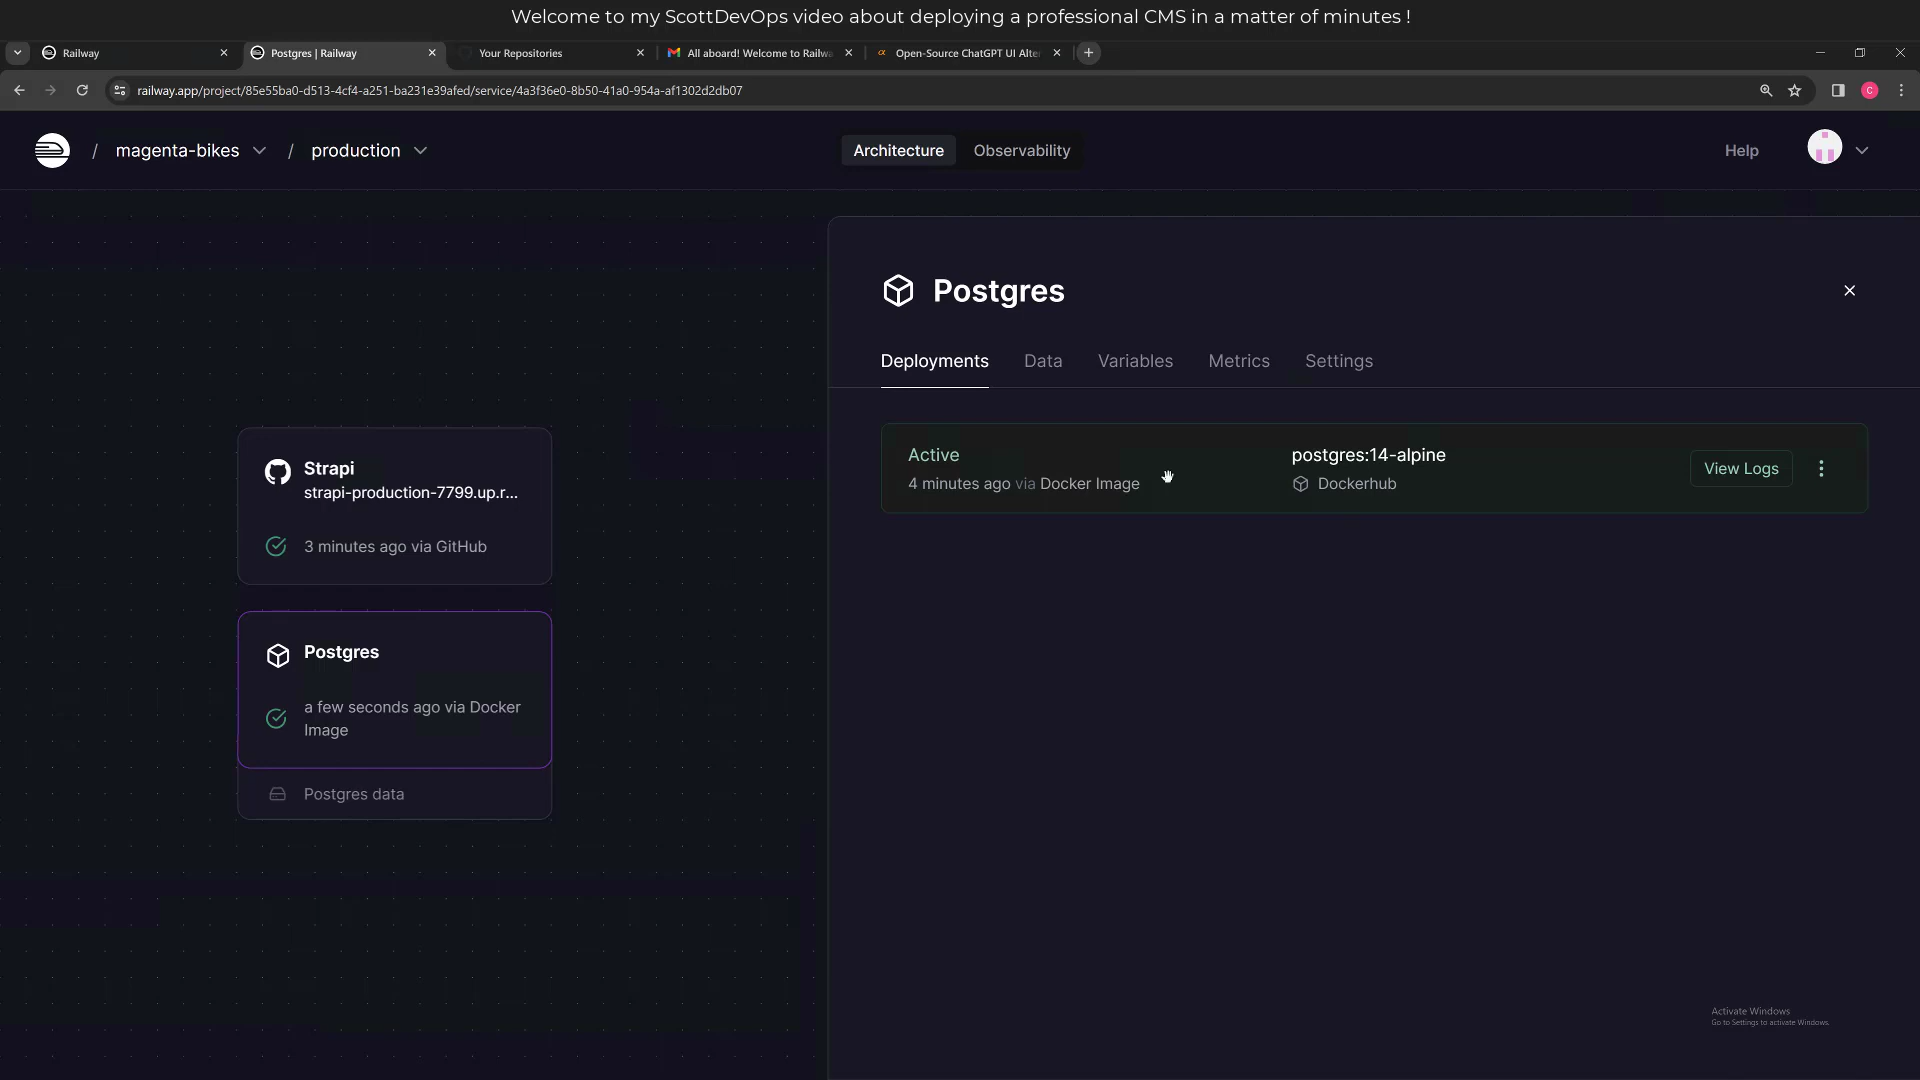 Welcome to my ScottDevOps video about deploying a professional CMS in a matter of minutes !
Railway
Postgres | Railway
Your Repositories
All aboard! Welcome to Railwa
Open-Source ChatGPT UI Alter
railway.app/project/85e55ba0-d513-4cf4-a251-ba231e39afed/service/4a3f36e0-8b50-41a0-954a-af1302d2db07
C
/ magenta-bikes / production
Architecture
Observability
Help
Postgres
Deployments
Data
Variables
Metrics
Settings
Active
4 minutes ago via Docker Image
postgres:14-alpine
Dockerhub
View Logs
Strapi
strapi-production-7799.up.r...
3 minutes ago via GitHub
Postgres
a few seconds ago via Docker
Image
Postgres data
Activate Windows
Go to Settings to activate Windows.